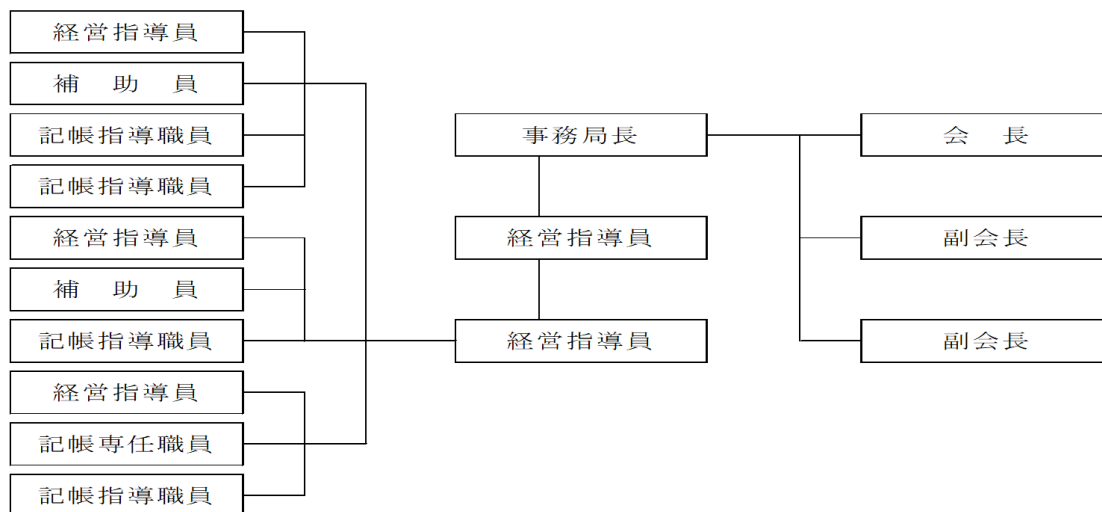 経営指導員
補　助　員
記帳指導職員
記帳指導職員
経営指導員
補　助　員
記帳指導職員
経営指導員
記帳専任職員
記帳指導職員
事務局長
経営指導員
経営指導員
会　長
副会長
副会長